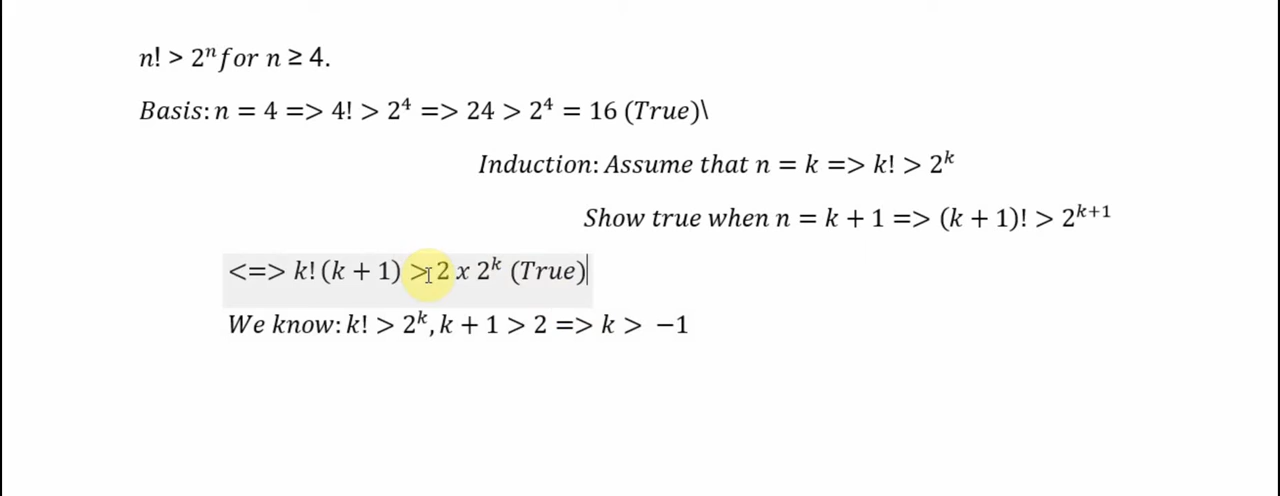 n! > 2ⁿ for n ≥ 4.
Basis: n = 4 => 4! > 2⁴ => 24 > 2⁴ = 16 (True)\
Induction: Assume that n = k => k! > 2ᵏ
Show true when n = k + 1 => (k + 1)! > 2ᵏ⁺¹
<=> k! (k + 1) > 2 x 2ᵏ (True)
We know: k! > 2ᵏ, k + 1 > 2 => k > −1